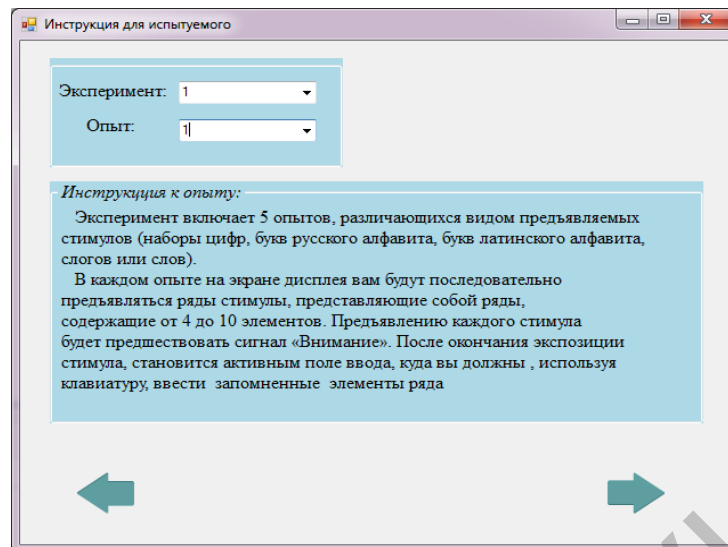 Инструкция для испытуемого
Эксперимент: 1
Опыт: 1
Инструкция к опыту:
Эксперимент включает 5 опытов, различающихся видом предъявляемых
стимулов (наборы цифр, букв русского алфавита, букв латинского алфавита,
слогов или слов).
В каждом опыте на экране дисплея вам будут последовательно
предъявляться ряды стимулы, представляющие собой ряды,
содержащие от 4 до 10 элементов. Предъявлению каждого стимула
будет предшествовать сигнал «Внимание». После окончания экспозиции
стимула, становится активным поле ввода, куда вы должны , используя
клавиатуру, ввести запомненные элементы ряда